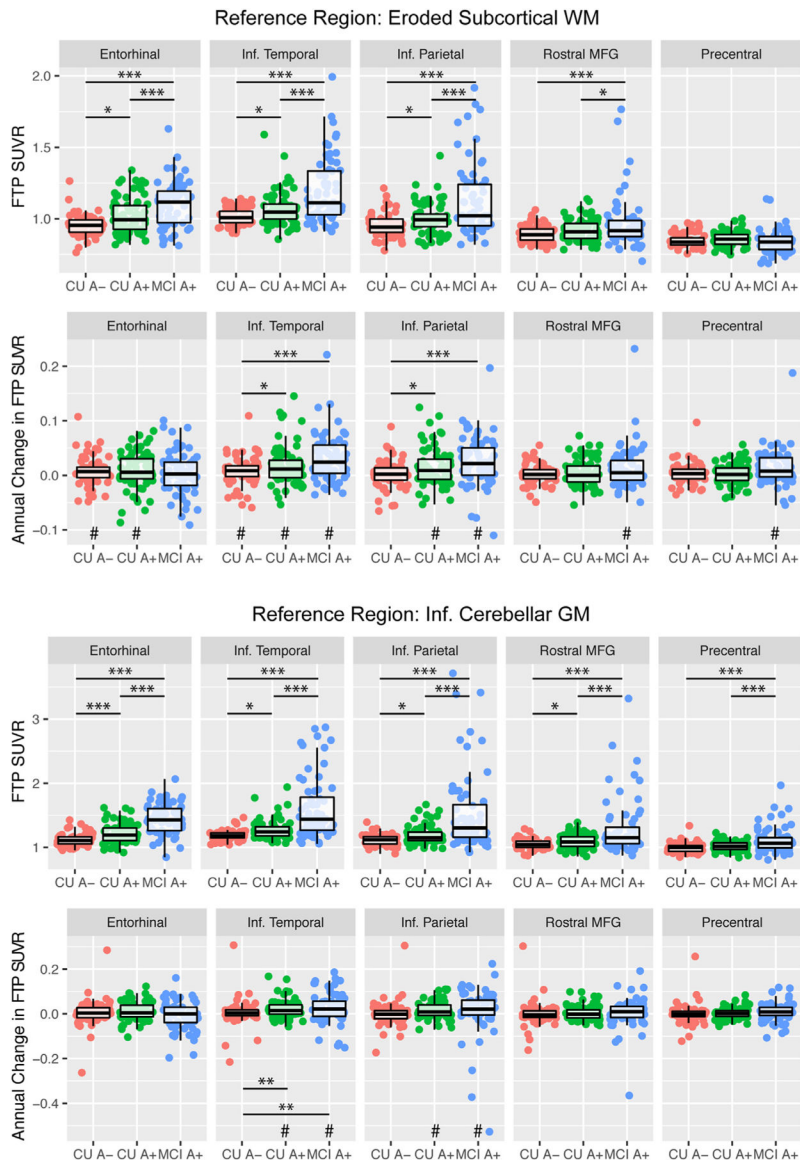 Reference Region: Eroded Subcortical WM
Entorhinal Inf. Temporal Inf. Parietal Rostral MFG Precentral
FTP SUVR
2.0
1.5
1.0
*** *** *** ***
*** *** *** *
* * *
CU A− CU A+ MCI A+ CU A− CU A+ MCI A+ CU A− CU A+ MCI A+ CU A− CU A+ MCI A+ CU A− CU A+ MCI A+
Entorhinal Inf. Temporal Inf. Parietal Rostral MFG Precentral
Annual Change in FTP SUVR
0.2
0.1
0.0
−0.1
*** ***
* *
# # # # # # # # #
CU A− CU A+ MCI A+ CU A− CU A+ MCI A+ CU A− CU A+ MCI A+ CU A− CU A+ MCI A+ CU A− CU A+ MCI A+
Reference Region: Inf. Cerebellar GM
Entorhinal Inf. Temporal Inf. Parietal Rostral MFG Precentral
FTP SUVR
3
2
1
*** *** *** *** ***
*** *** *** *** ***
*** * * *
CU A− CU A+ MCI A+ CU A− CU A+ MCI A+ CU A− CU A+ MCI A+ CU A− CU A+ MCI A+ CU A− CU A+ MCI A+
Entorhinal Inf. Temporal Inf. Parietal Rostral MFG Precentral
Annual Change in FTP SUVR
0.2
0.0
−0.2
−0.4
**
**
# # # #
CU A− CU A+ MCI A+ CU A− CU A+ MCI A+ CU A− CU A+ MCI A+ CU A− CU A+ MCI A+ CU A− CU A+ MCI A+